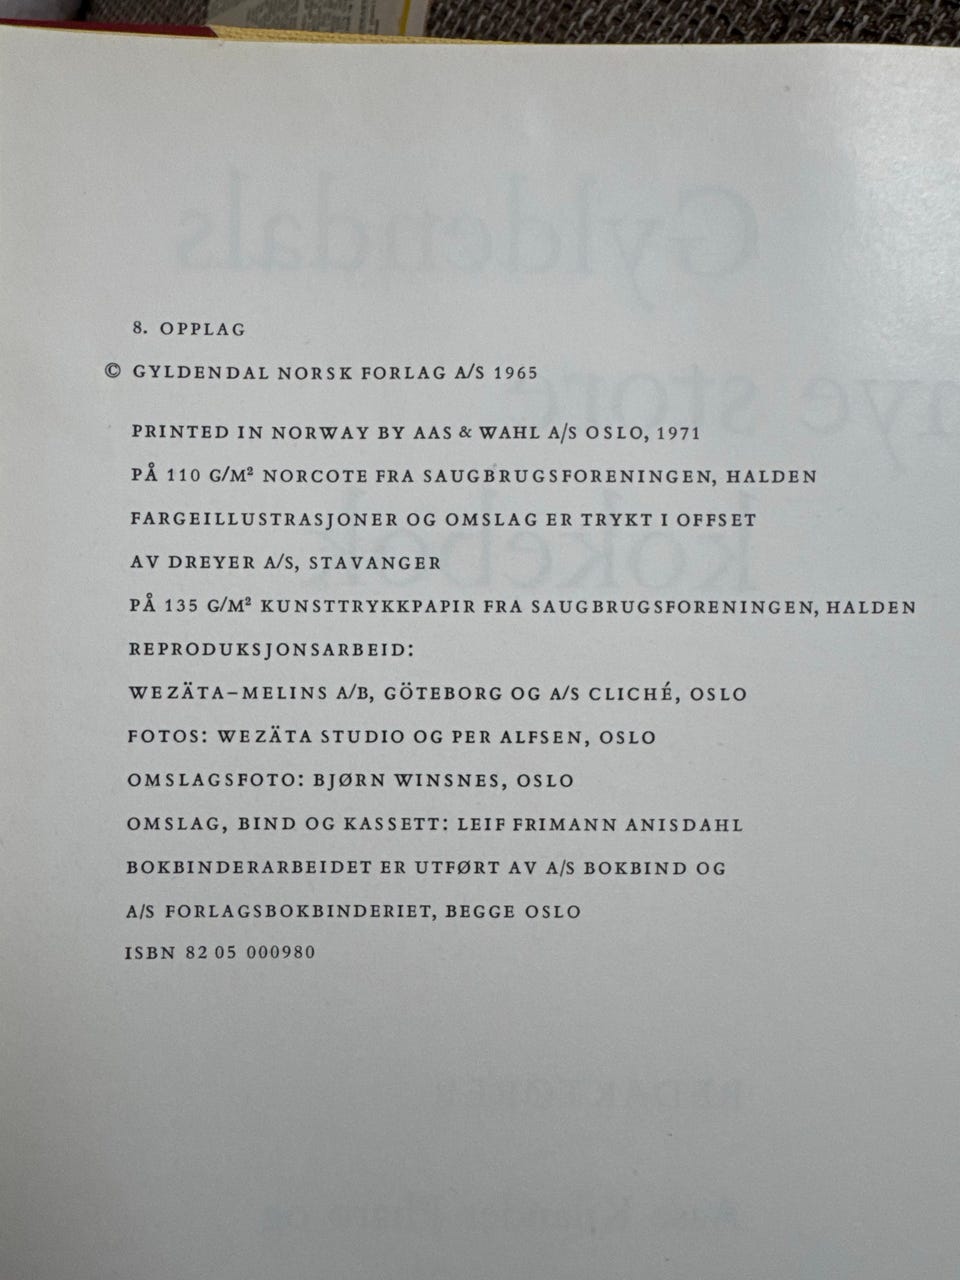 8. OPPLAG
© GYLDENDAL NORSK FORLAG A/S 1965
PRINTED IN NORWAY BY AAS & WAHL A/S OSLO, 1971
PÅ 110 G/M² NORCOTE FRA SAUGBRUGSFORENINGEN, HALDEN
FARGEILLUSTRASJONER OG OMSLAG ER TRYKT I OFFSET
AV DREYER A/S, STAVANGER
PÅ 135 G/M² KUNSTTRYKKPAPIR FRA SAUGBRUGSFORENINGEN, HALDEN
REPRODUKSJONSARBEID:
WEZÄTA–MELINS A/B, GÖTEBORG OG A/S CLICHÉ, OSLO
FOTOS: WEZÄTA STUDIO OG PER ALFSEN, OSLO
OMSLAGSFOTO: BJØRN WINSNES, OSLO
OMSLAG, BIND OG KASSETT: LEIF FRIMANN ANISDAHL
BOKBINDERARBEIDET ER UTFØRT AV A/S BOKBIND OG
A/S FORLAGSBOKBINDERIET, BEGGE OSLO
ISBN 82 05 000980